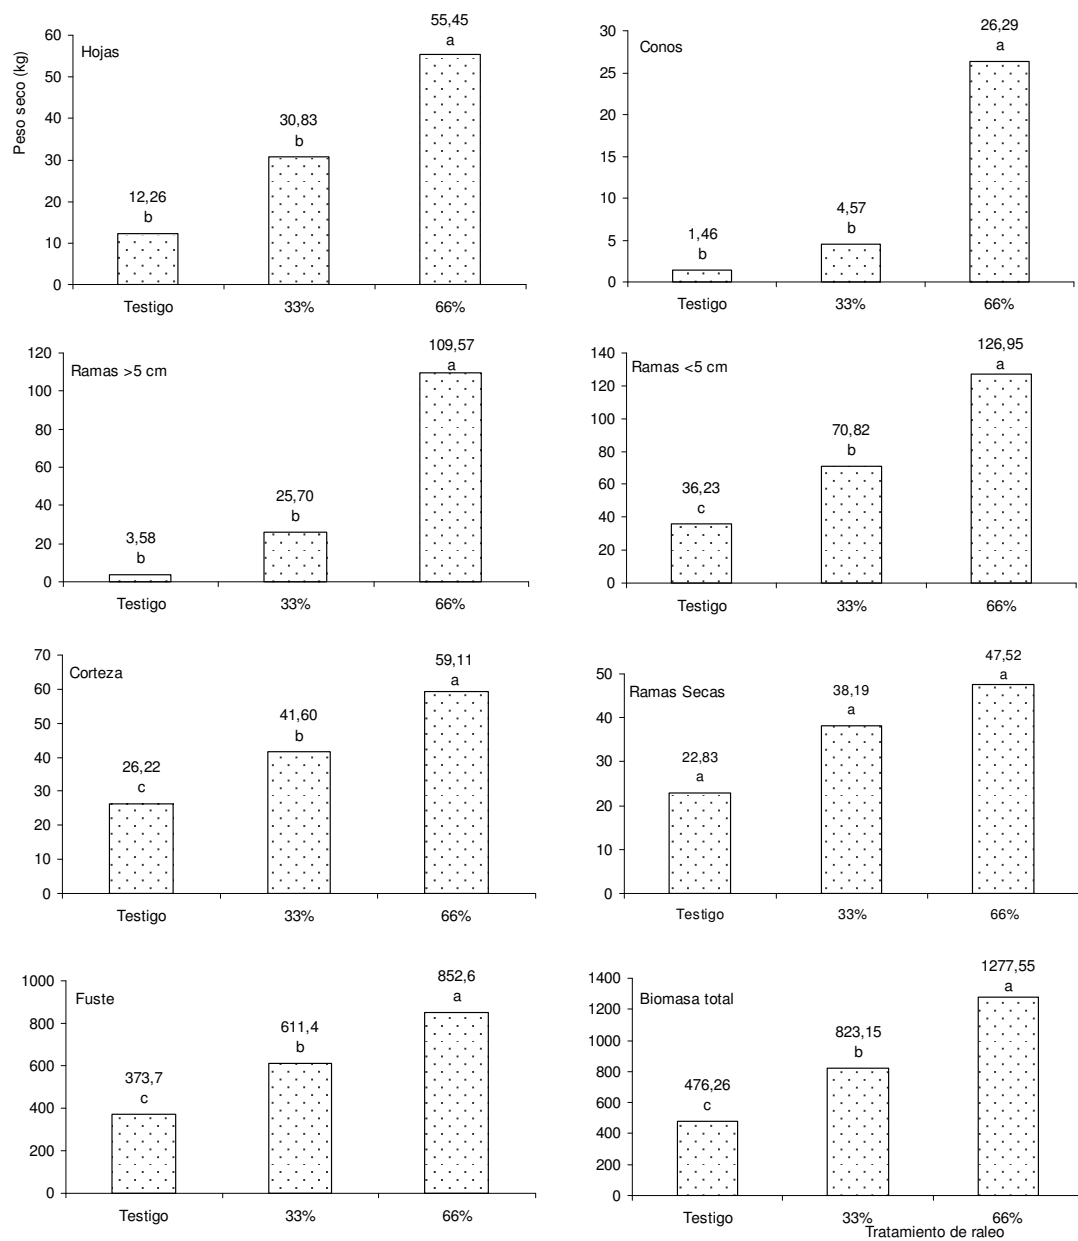 Peso seco (kg)
Hojas
60
50
40
30
20
10
0
12,26
b
30,83
b
55,45
a
Testigo 33% 66%
Conos
30
25
20
15
10
5
0
1,46
b
4,57
b
26,29
a
Testigo 33% 66%
Ramas >5 cm
120
100
80
60
40
20
0
3,58
b
25,70
b
109,57
a
Testigo 33% 66%
Ramas <5 cm
140
120
100
80
60
40
20
0
36,23
c
70,82
b
126,95
a
Testigo 33% 66%
Corteza
70
60
50
40
30
20
10
0
26,22
c
41,60
b
59,11
a
Testigo 33% 66%
Ramas Secas
50
40
30
20
10
0
22,83
a
38,19
a
47,52
a
Testigo 33% 66%
Fuste
1000
800
600
400
200
0
373,7
c
611,4
b
852,6
a
Testigo 33% 66%
Biomasa total
1400
1200
1000
800
600
400
200
0
476,26
c
823,15
b
1277,55
a
Testigo 33% 66%
Tratamiento de raleo